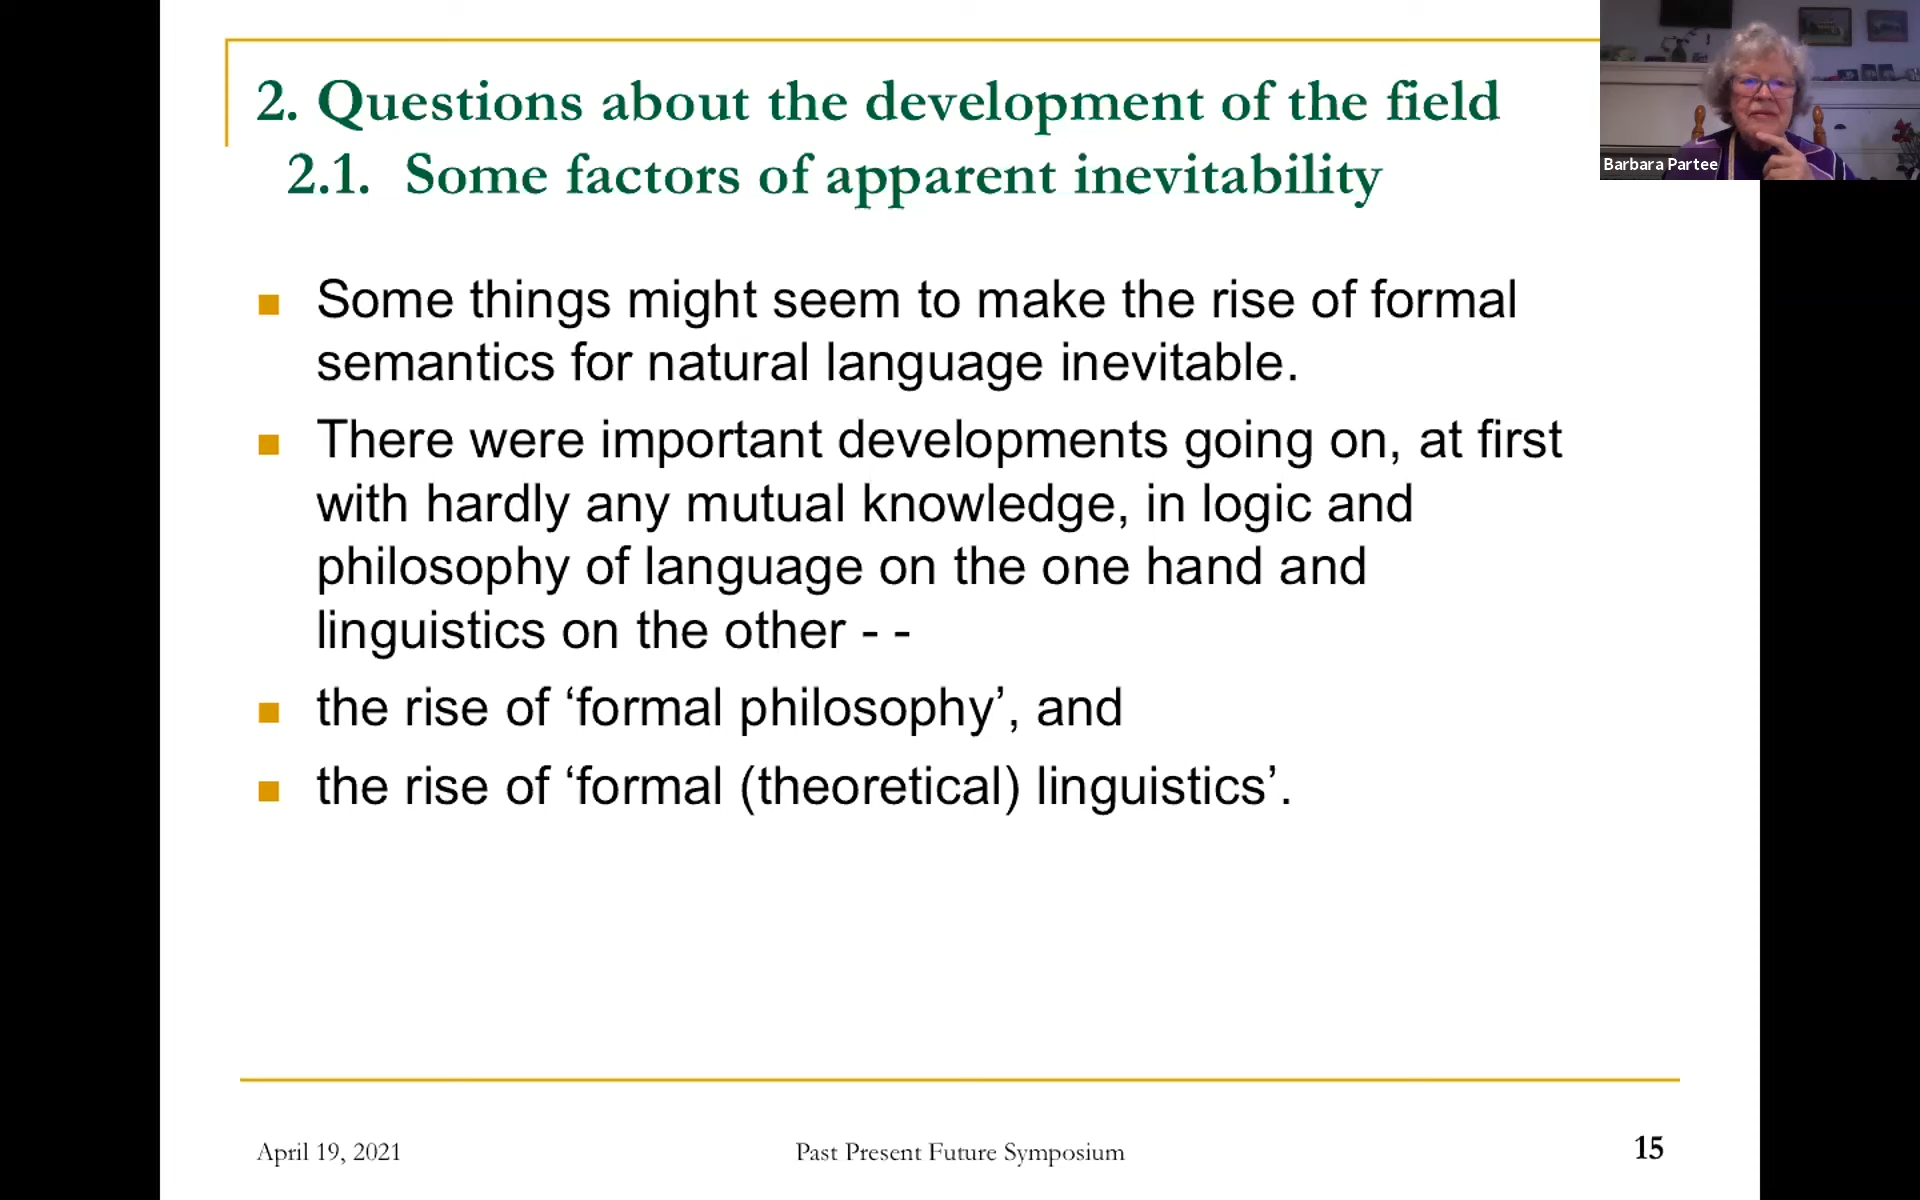 2. Questions about the development of the field
2.1. Some factors of apparent inevitability
Barbara Partee
Some things might seem to make the rise of formal
semantics for natural language inevitable.
There were important developments going on, at first
with hardly any mutual knowledge, in logic and
philosophy of language on the one hand and
linguistics on the other - -
the rise of ‘formal philosophy’, and
the rise of ‘formal (theoretical) linguistics’.
April 19, 2021
Past Present Future Symposium
15